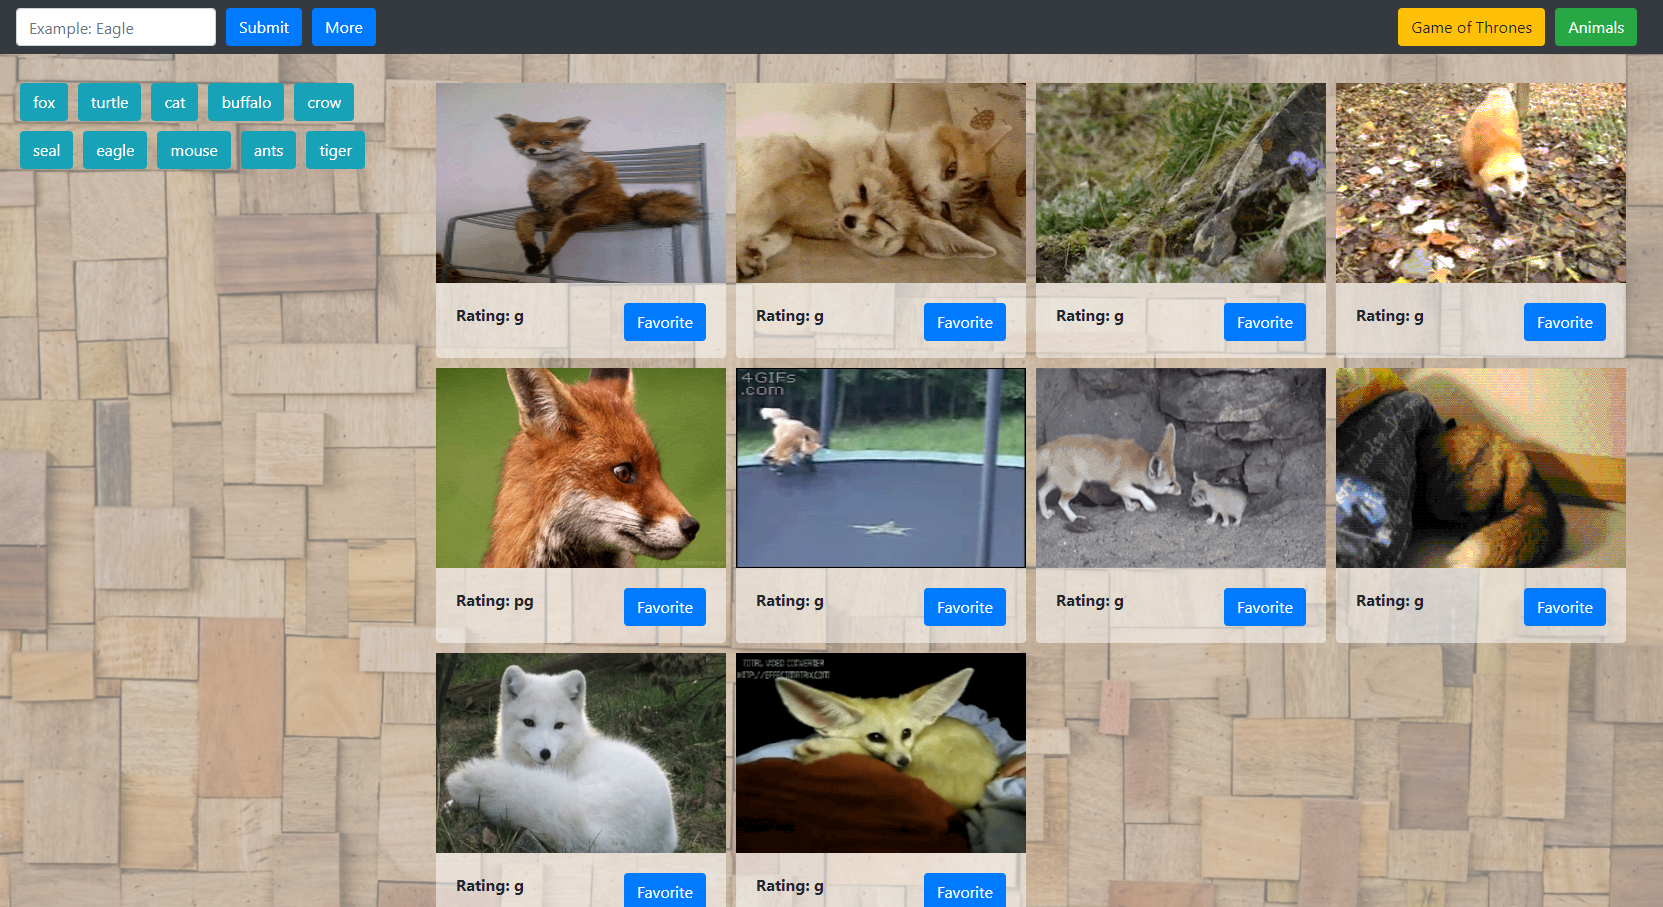 Example: Eagle
Submit
More
Game of Thrones
Animals
fox
turtle
cat
buffalo
crow
seal
eagle
mouse
ants
tiger
Rating: g
Favorite
Rating: g
Favorite
Rating: g
Favorite
Rating: g
Favorite
4GIFs
.com
Rating: pg
Favorite
Rating: g
Favorite
Rating: g
Favorite
Rating: g
Favorite
TOTAL VIDEO CONVERTER
HTTP://EFFECTMATRIX.COM
Rating: g
Favorite
Rating: g
Favorite